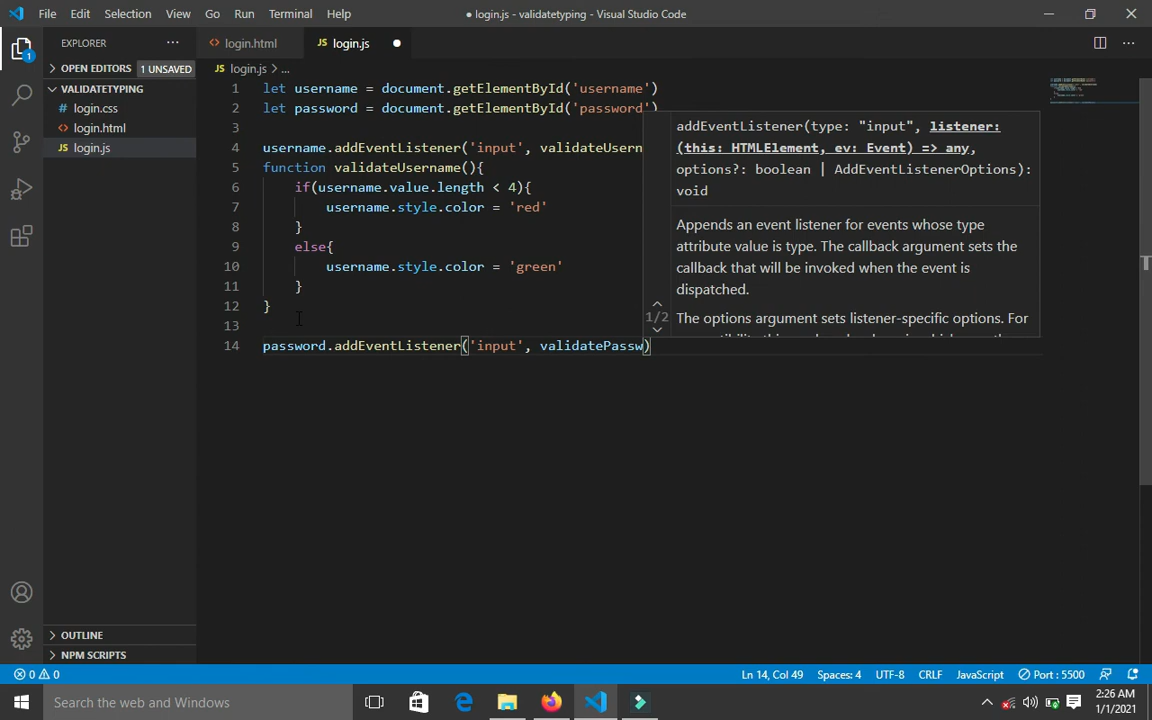 File Edit Selection View Go Run Terminal Help
● login.js - validatetyping - Visual Studio Code
EXPLORER
login.html
JS login.js
OPEN EDITORS 1 UNSAVED
JS login.js > ...
VALIDATETYPING
# login.css
<> login.html
JS login.js
1 let username = document.getElementById('username')
2 let password = document.getElementById('password')
3
4 username.addEventListener('input', validateUsern
5 function validateUsername(){
6 if(username.value.length < 4){
7 username.style.color = 'red'
8 }
9 else{
10 username.style.color = 'green'
11 }
12 }
13
14 password.addEventListener('input', validatePassw)
addEventListener(type: "input", listener:
(this: HTMLElement, ev: Event) => any,
options?: boolean | AddEventListenerOptions):
void
Appends an event listener for events whose type
attribute value is type. The callback argument sets the
callback that will be invoked when the event is
dispatched.
1/2
The options argument sets listener-specific options. For
OUTLINE
NPM SCRIPTS
1
0 0
Ln 14, Col 49 Spaces: 4 UTF-8 CRLF JavaScript Port : 5500
Search the web and Windows
2:26 AM
1/1/2021